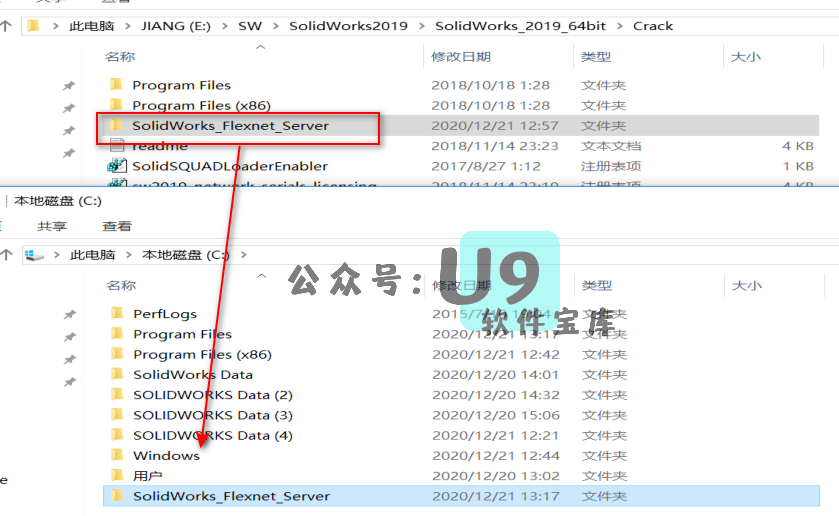 此电脑 > JIANG (E:) > SW > SolidWorks2019 > SolidWorks_2019_64bit > Crack
名称 修改日期 类型 大小
Program Files 2018/10/18 1:28 文件夹
Program Files (x86) 2018/10/18 1:28 文件夹
SolidWorks_Flexnet_Server 2020/12/21 12:57 文件夹
readme 2018/11/14 23:23 文本文档 4 KB
SolidSQUADLoaderEnabler 2017/8/27 1:12 注册表项 1 KB
sw2019_network_serials_licensing 2018/11/14 23:19 注册表项 4 KB
本地磁盘 (C:)
共享 查看
此电脑 > 本地磁盘 (C:) >
公众号:U9
软件宝库
名称 修改日期 类型 大小
PerfLogs 文件夹
Program Files 2020/12/21 13:17 文件夹
Program Files (x86) 2020/12/21 12:42 文件夹
SolidWorks Data 2020/12/20 14:01 文件夹
SOLIDWORKS Data (2) 2020/12/20 14:32 文件夹
SOLIDWORKS Data (3) 2020/12/20 15:06 文件夹
SOLIDWORKS Data (4) 2020/12/21 12:21 文件夹
Windows 2020/12/21 12:44 文件夹
用户 2020/12/20 13:02 文件夹
SolidWorks_Flexnet_Server 2020/12/21 13:17 文件夹